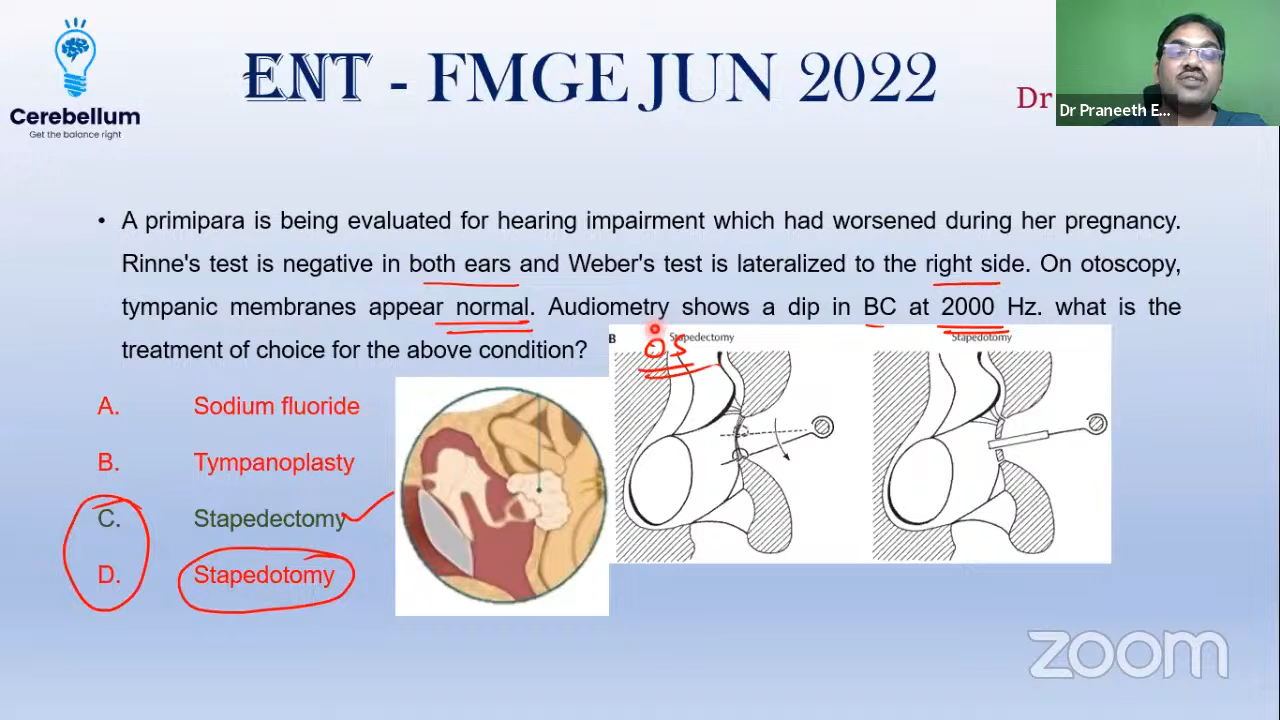 Cerebellum
Get the balance right
ENT - FMGE JUN 2022
Dr
Dr Praneeth E...
• A primipara is being evaluated for hearing impairment which had worsened during her pregnancy.
Rinne's test is negative in both ears and Weber's test is lateralized to the right side. On otoscopy,
tympanic membranes appear normal. Audiometry shows a dip in BC at 2000 Hz. what is the
treatment of choice for the above condition?
B
OS
Stapedectomy
Stapedotomy
A. Sodium fluoride
B. Tympanoplasty
C. Stapedectomy
D. Stapedotomy
zoom